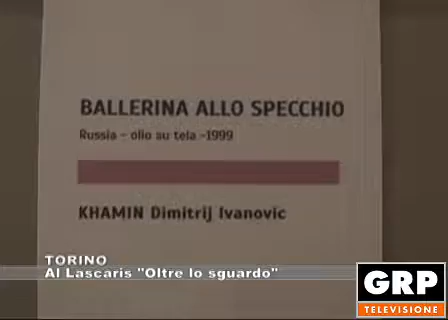 BALLERINA ALLO SPECCHIO
Russia - olio su tela -1999
KHAMIN Dimitrij Ivanovic
TORINO
Al Lascaris "Oltre lo sguardo"
GRP
TELEVISIONE